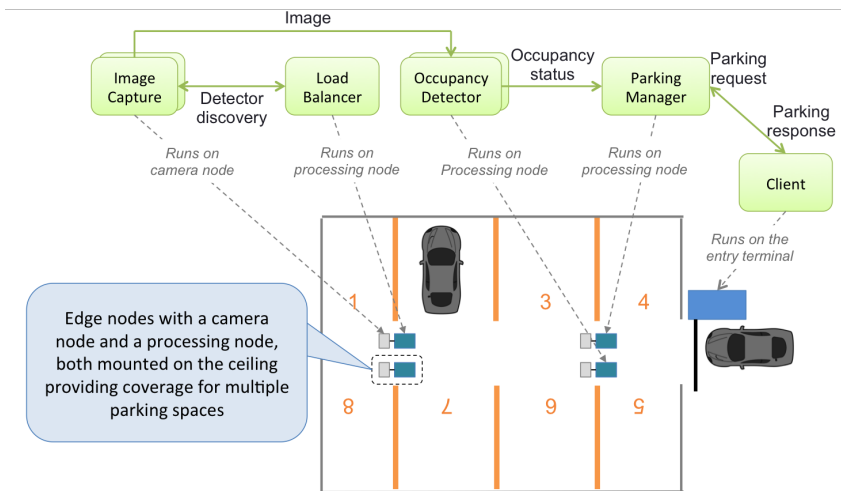 Image
Image
Capture
Detector
discovery
Load
Balancer
Occupancy
Detector
Occupancy
status
Parking
Manager
Parking
request
Parking
response
Client
Runs on
camera node
Runs on
processing node
Runs on
Processing node
Runs on
processing node
Runs on the
entry terminal
1
3
4
Edge nodes with a camera
node and a processing node,
both mounted on the ceiling
providing coverage for multiple
parking spaces
8
7
6
5